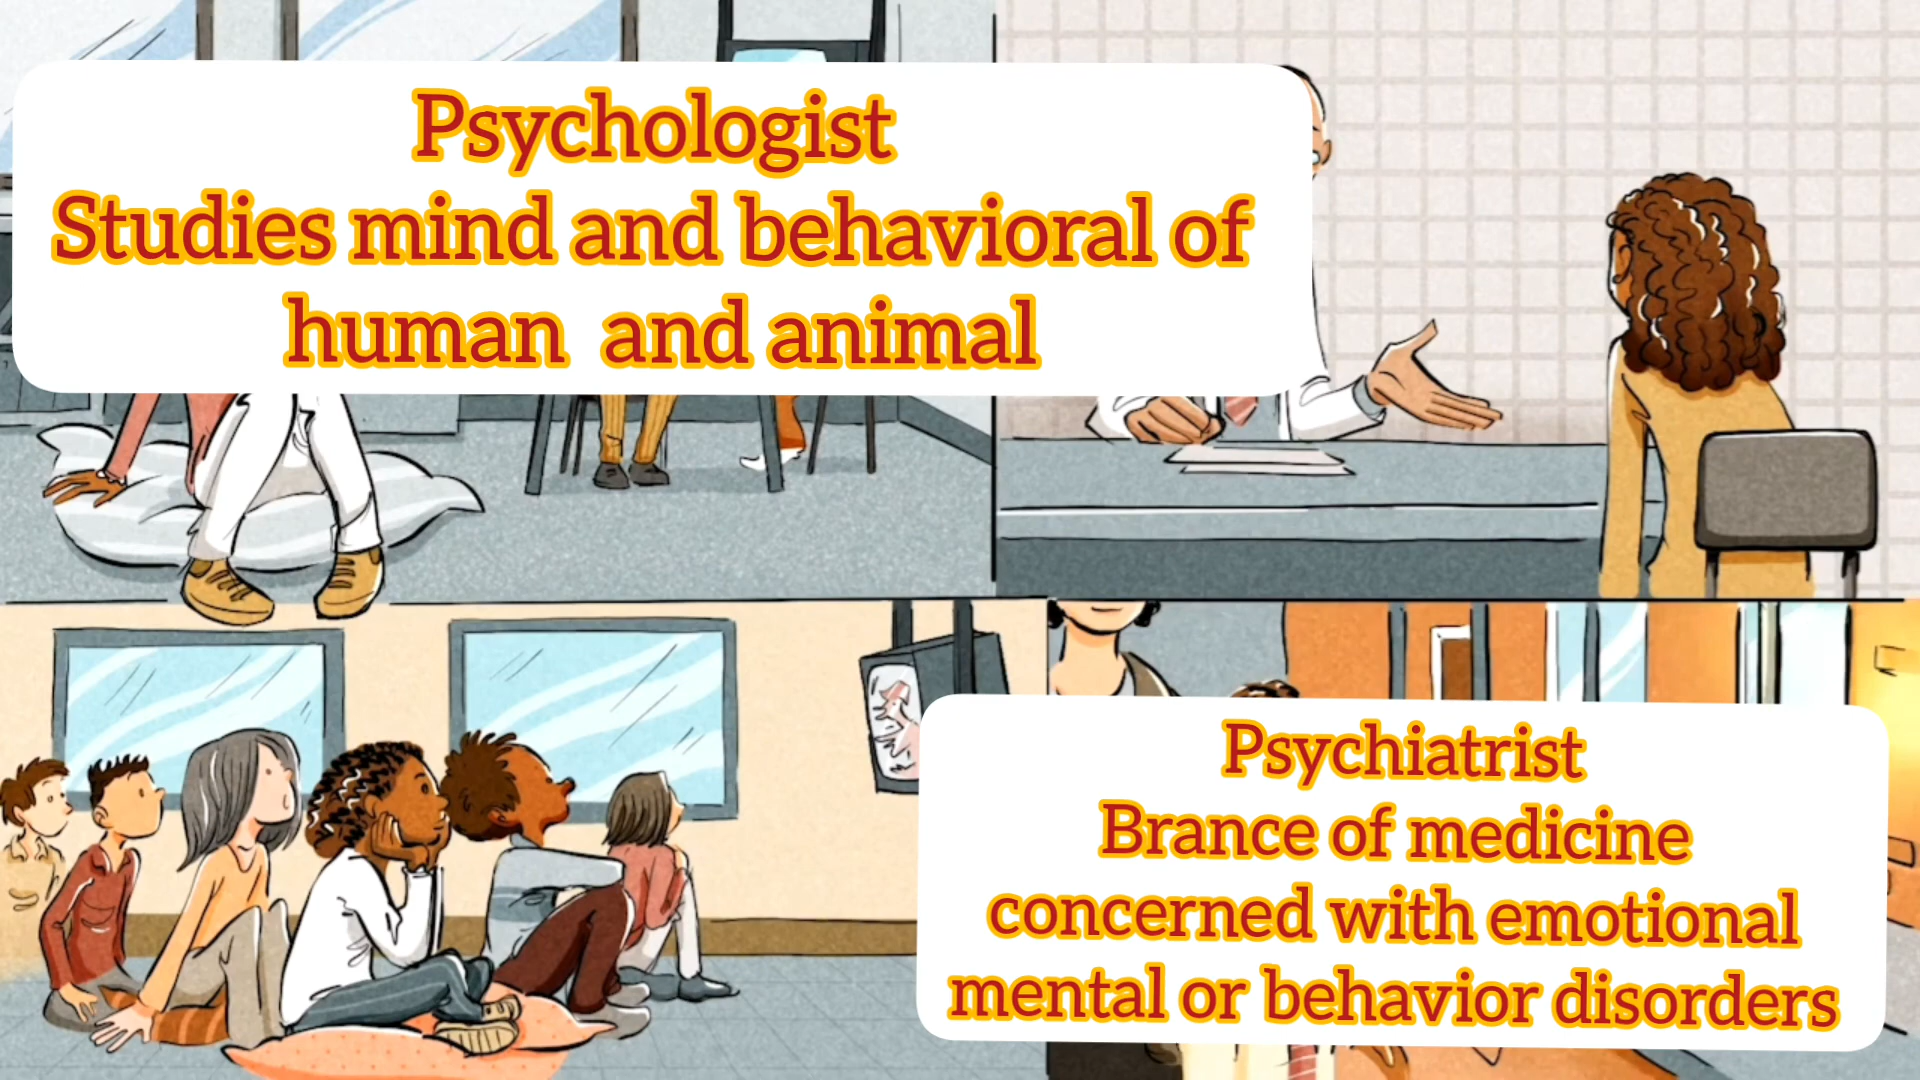 Psychologist
Studies mind and behavioral of
human and animal
Psychiatrist
Brance of medicine
concerned with emotional
mental or behavior disorders